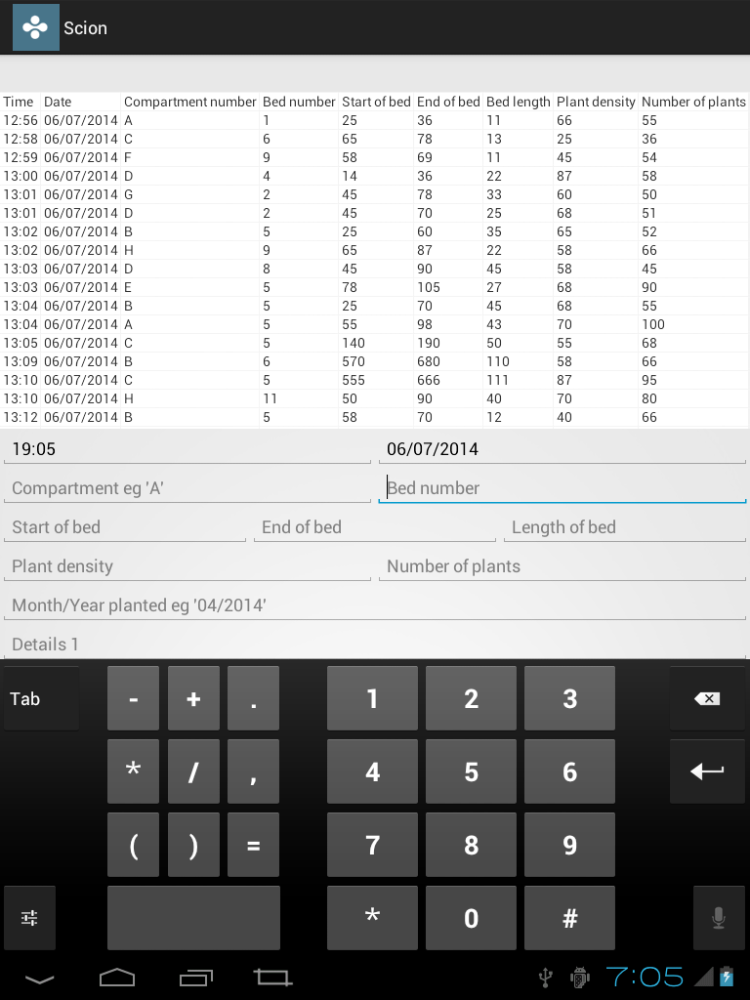 Scion
Time Date Compartment number Bed number Start of bed End of bed Bed length Plant density Number of plants
12:56 06/07/2014 A 1 25 36 11 66 55
12:58 06/07/2014 C 6 65 78 13 25 36
12:59 06/07/2014 F 9 58 69 11 45 54
13:00 06/07/2014 D 4 14 36 22 87 58
13:01 06/07/2014 G 2 45 78 33 60 50
13:01 06/07/2014 D 2 45 70 25 68 51
13:02 06/07/2014 B 5 25 60 35 65 52
13:02 06/07/2014 H 9 65 87 22 58 66
13:03 06/07/2014 D 8 45 90 45 58 45
13:03 06/07/2014 E 5 78 105 27 68 90
13:04 06/07/2014 B 5 25 70 45 68 55
13:04 06/07/2014 A 5 55 98 43 70 100
13:05 06/07/2014 C 5 140 190 50 55 68
13:09 06/07/2014 B 6 570 680 110 58 66
13:10 06/07/2014 C 5 555 666 111 87 95
13:10 06/07/2014 H 11 50 90 40 70 80
13:12 06/07/2014 B 5 58 70 12 40 66
19:05 06/07/2014
Compartment eg 'A' Bed number
Start of bed End of bed Length of bed
Plant density Number of plants
Month/Year planted eg '04/2014'
Details 1
Tab - + . 1 2 3
* / , 4 5 6
( ) = 7 8 9
* 0 #
7:05